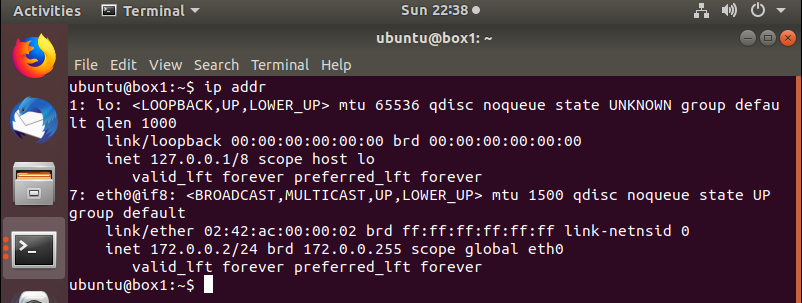 Activities Terminal Sun 22:38
ubuntu@box1: ~
File Edit View Search Terminal Help
ubuntu@box1:~$ ip addr
1: lo: <LOOPBACK,UP,LOWER_UP> mtu 65536 qdisc noqueue state UNKNOWN group defau
lt qlen 1000
    link/loopback 00:00:00:00:00:00 brd 00:00:00:00:00:00
    inet 127.0.0.1/8 scope host lo
       valid_lft forever preferred_lft forever
7: eth0@if8: <BROADCAST,MULTICAST,UP,LOWER_UP> mtu 1500 qdisc noqueue state UP
group default
    link/ether 02:42:ac:00:00:02 brd ff:ff:ff:ff:ff:ff link-netnsid 0
    inet 172.0.0.2/24 brd 172.0.0.255 scope global eth0
       valid_lft forever preferred_lft forever
ubuntu@box1:~$